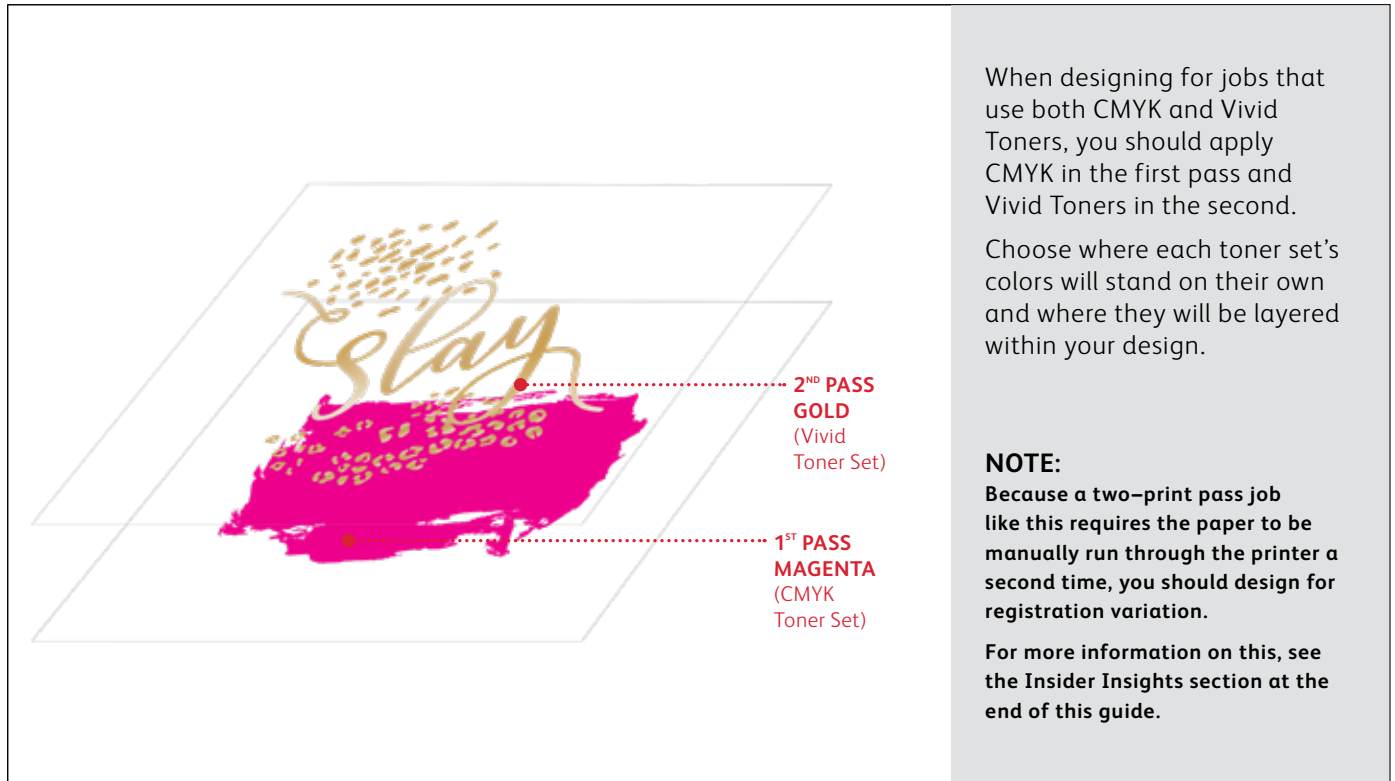 slay
2ND PASS
GOLD
(Vivid
Toner Set)
1ST PASS
MAGENTA
(CMYK
Toner Set)
When designing for jobs that
use both CMYK and Vivid
Toners, you should apply
CMYK in the first pass and
Vivid Toners in the second.
Choose where each toner set’s
colors will stand on their own
and where they will be layered
within your design.
NOTE:
Because a two–print pass job
like this requires the paper to be
manually run through the printer a
second time, you should design for
registration variation.
For more information on this, see
the Insider Insights section at the
end of this guide.